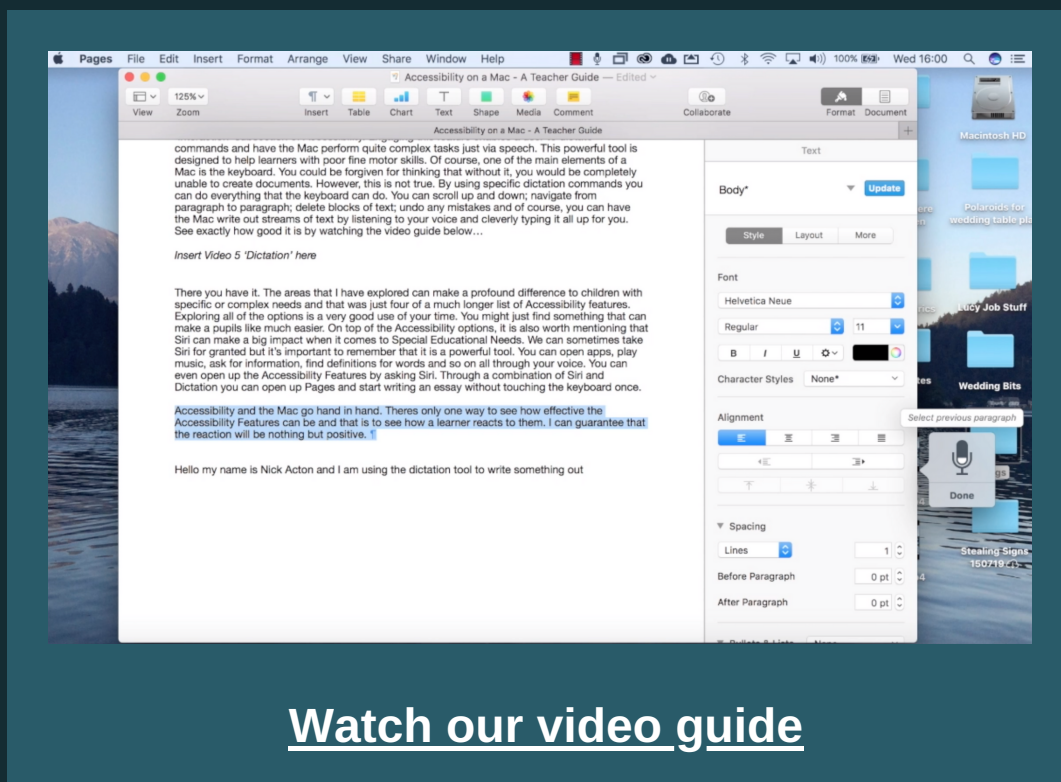 Pages File Edit Insert Format Arrange View Share Window Help 100% Wed 16:00
Accessibility on a Mac - A Teacher Guide — Edited
125%
View Zoom Insert Table Chart Text Shape Media Comment Collaborate Format Document
Accessibility on a Mac - A Teacher Guide
commands and have the Mac perform quite complex tasks just via speech. This powerful tool is
designed to help learners with poor fine motor skills. Of course, one of the main elements of a
Mac is the keyboard. You could be forgiven for thinking that without it, you would be completely
unable to create documents. However, this is not true. By using specific dictation commands you
can do everything that the keyboard can do. You can scroll up and down; navigate from
paragraph to paragraph; delete blocks of text; undo any mistakes and of course, you can have
the Mac write out streams of text by listening to your voice and cleverly typing it all up for you.
See exactly how good it is by watching the video guide below…
Insert Video 5 'Dictation' here
There you have it. The areas that I have explored can make a profound difference to children with
specific or complex needs and that was just four of a much longer list of Accessibility features.
Exploring all of the options is a very good use of your time. You might just find something that can
make a pupils like much easier. On top of the Accessibility options, it is also worth mentioning that
Siri can make a big impact when it comes to Special Educational Needs. We can sometimes take
Siri for granted but it's important to remember that it is a powerful tool. You can open apps, play
music, ask for information, find definitions for words and so on all through your voice. You can
even open up the Accessibility Features by asking Siri. Through a combination of Siri and
Dictation you can open up Pages and start writing an essay without touching the keyboard once.
Accessibility and the Mac go hand in hand. Theres only one way to see how effective the
Accessibility Features can be and that is to see how a learner reacts to them. I can guarantee that
the reaction will be nothing but positive. ¶
Hello my name is Nick Acton and I am using the dictation tool to write something out
Text
Body* Update
Style Layout More
Font
Helvetica Neue
Regular 11
B I U
Character Styles None*
Alignment
Spacing
Lines 1
Before Paragraph 0 pt
After Paragraph 0 pt
Macintosh HD
Polaroids for
wedding table
Lucy Job Stuff
Wedding Bits
Select previous paragraph
Done
Stealing Signs
150719
Watch our video guide